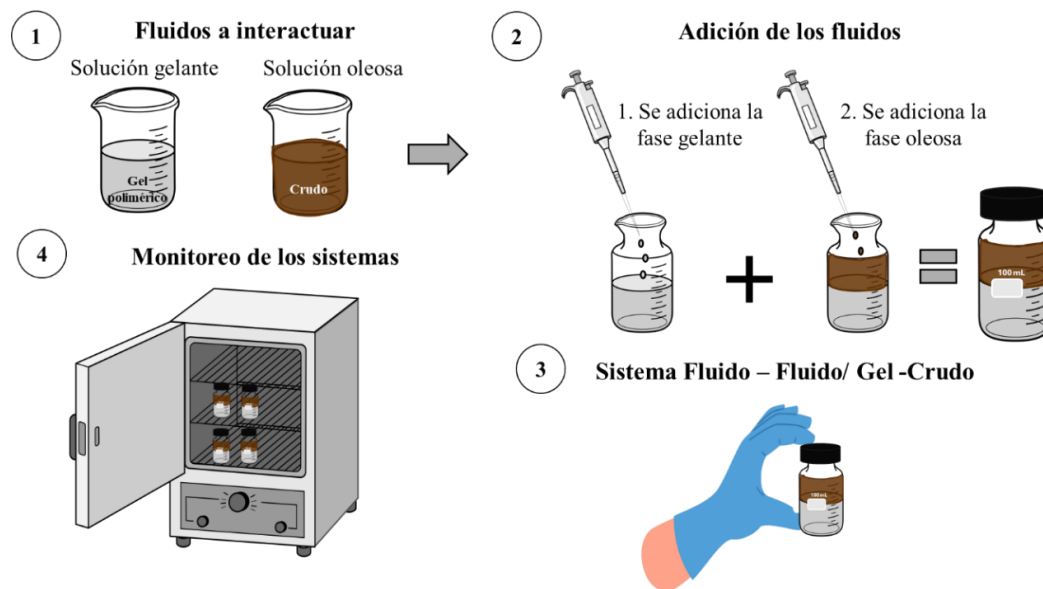 1
Fluidos a interactuar
Solución gelante
Solución oleosa
Gel
polimérico
Crudo
2
Adición de los fluidos
1. Se adiciona la
fase gelante
2. Se adiciona la
fase oleosa
100 mL
3
Sistema Fluido – Fluido/ Gel -Crudo
100 mL
4
Monitoreo de los sistemas